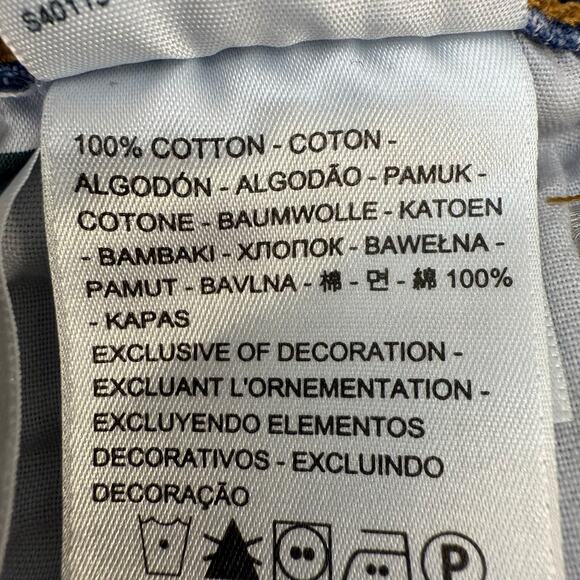 100% COTTON - COTON -
ALGODÓN - ALGODÃO - PAMUK -
COTONE - BAUMWOLLE - KATOEN
- BAMBAKI - ХЛОПОК - BAWEŁNA -
PAMUT - BAVLNA - 棉 - 면 - 綿 100%
- KAPAS
EXCLUSIVE OF DECORATION -
EXCLUANT L'ORNEMENTATION -
EXCLUYENDO ELEMENTOS
DECORATIVOS - EXCLUINDO
DECORAÇÃO
P